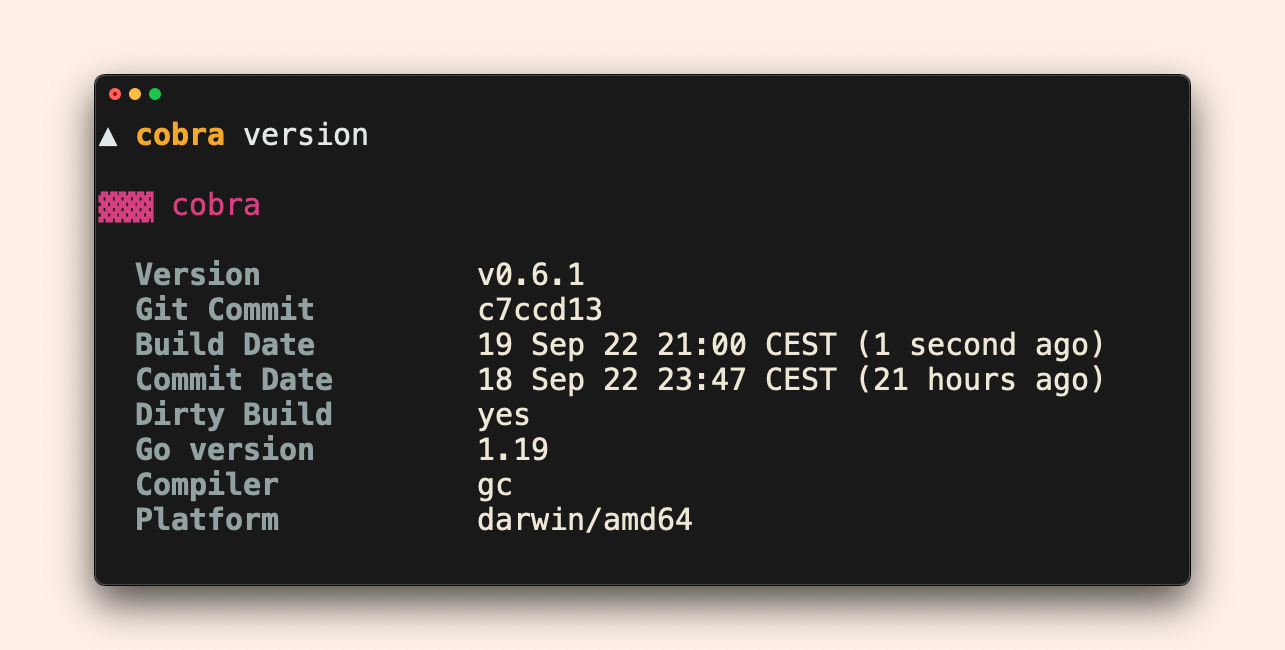 ▲ cobra version
▓▓▓ cobra
Version v0.6.1
Git Commit c7ccd13
Build Date 19 Sep 22 21:00 CEST (1 second ago)
Commit Date 18 Sep 22 23:47 CEST (21 hours ago)
Dirty Build yes
Go version 1.19
Compiler gc
Platform darwin/amd64